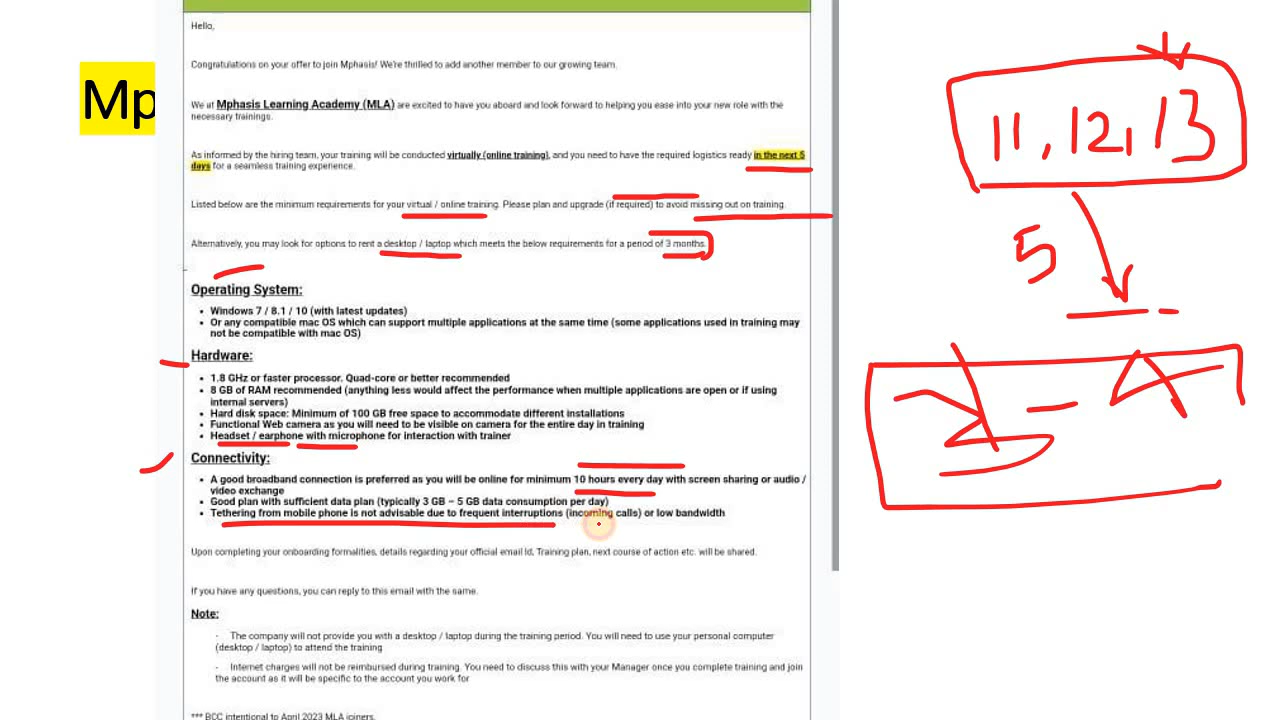 Mp
Hello,
Congratulations on your offer to join Mphasis! We're thrilled to add another member to our growing team.
We at Mphasis Learning Academy (MLA) are excited to have you aboard and look forward to helping you ease into your new role with the
necessary trainings.
As informed by the hiring team, your training will be conducted virtually (online training), and you need to have the required logistics ready in the next 5
days for a seamless training experience.
Listed below are the minimum requirements for your virtual / online training. Please plan and upgrade (if required) to avoid missing out on training.
Alternatively, you may look for options to rent a desktop / laptop which meets the below requirements for a period of 3 months.
Operating System:
• Windows 7 / 8.1 / 10 (with latest updates)
• Or any compatible mac OS which can support multiple applications at the same time (some applications used in training may
not be compatible with mac OS)
Hardware:
• 1.8 GHz or faster processor. Quad-core or better recommended
• 8 GB of RAM recommended (anything less would affect the performance when multiple applications are open or if using
internal servers)
• Hard disk space: Minimum of 100 GB free space to accommodate different installations
• Functional Web camera as you will need to be visible on camera for the entire day in training
• Headset / earphone with microphone for interaction with trainer
Connectivity:
• A good broadband connection is preferred as you will be online for minimum 10 hours every day with screen sharing or audio /
video exchange
• Good plan with sufficient data plan (typically 3 GB – 5 GB data consumption per day)
• Tethering from mobile phone is not advisable due to frequent interruptions (incoming calls) or low bandwidth
Upon completing your onboarding formalities, details regarding your official email Id, Training plan, next course of action etc. will be shared.
If you have any questions, you can reply to this email with the same.
Note:
- The company will not provide you with a desktop / laptop during the training period. You will need to use your personal computer
(desktop / laptop) to attend the training
- Internet charges will not be reimbursed during training. You need to discuss this with your Manager once you complete training and join
the account as it will be specific to the account you work for
*** BCC intentional to April 2023 MLA joiners.
11, 12, 13
5